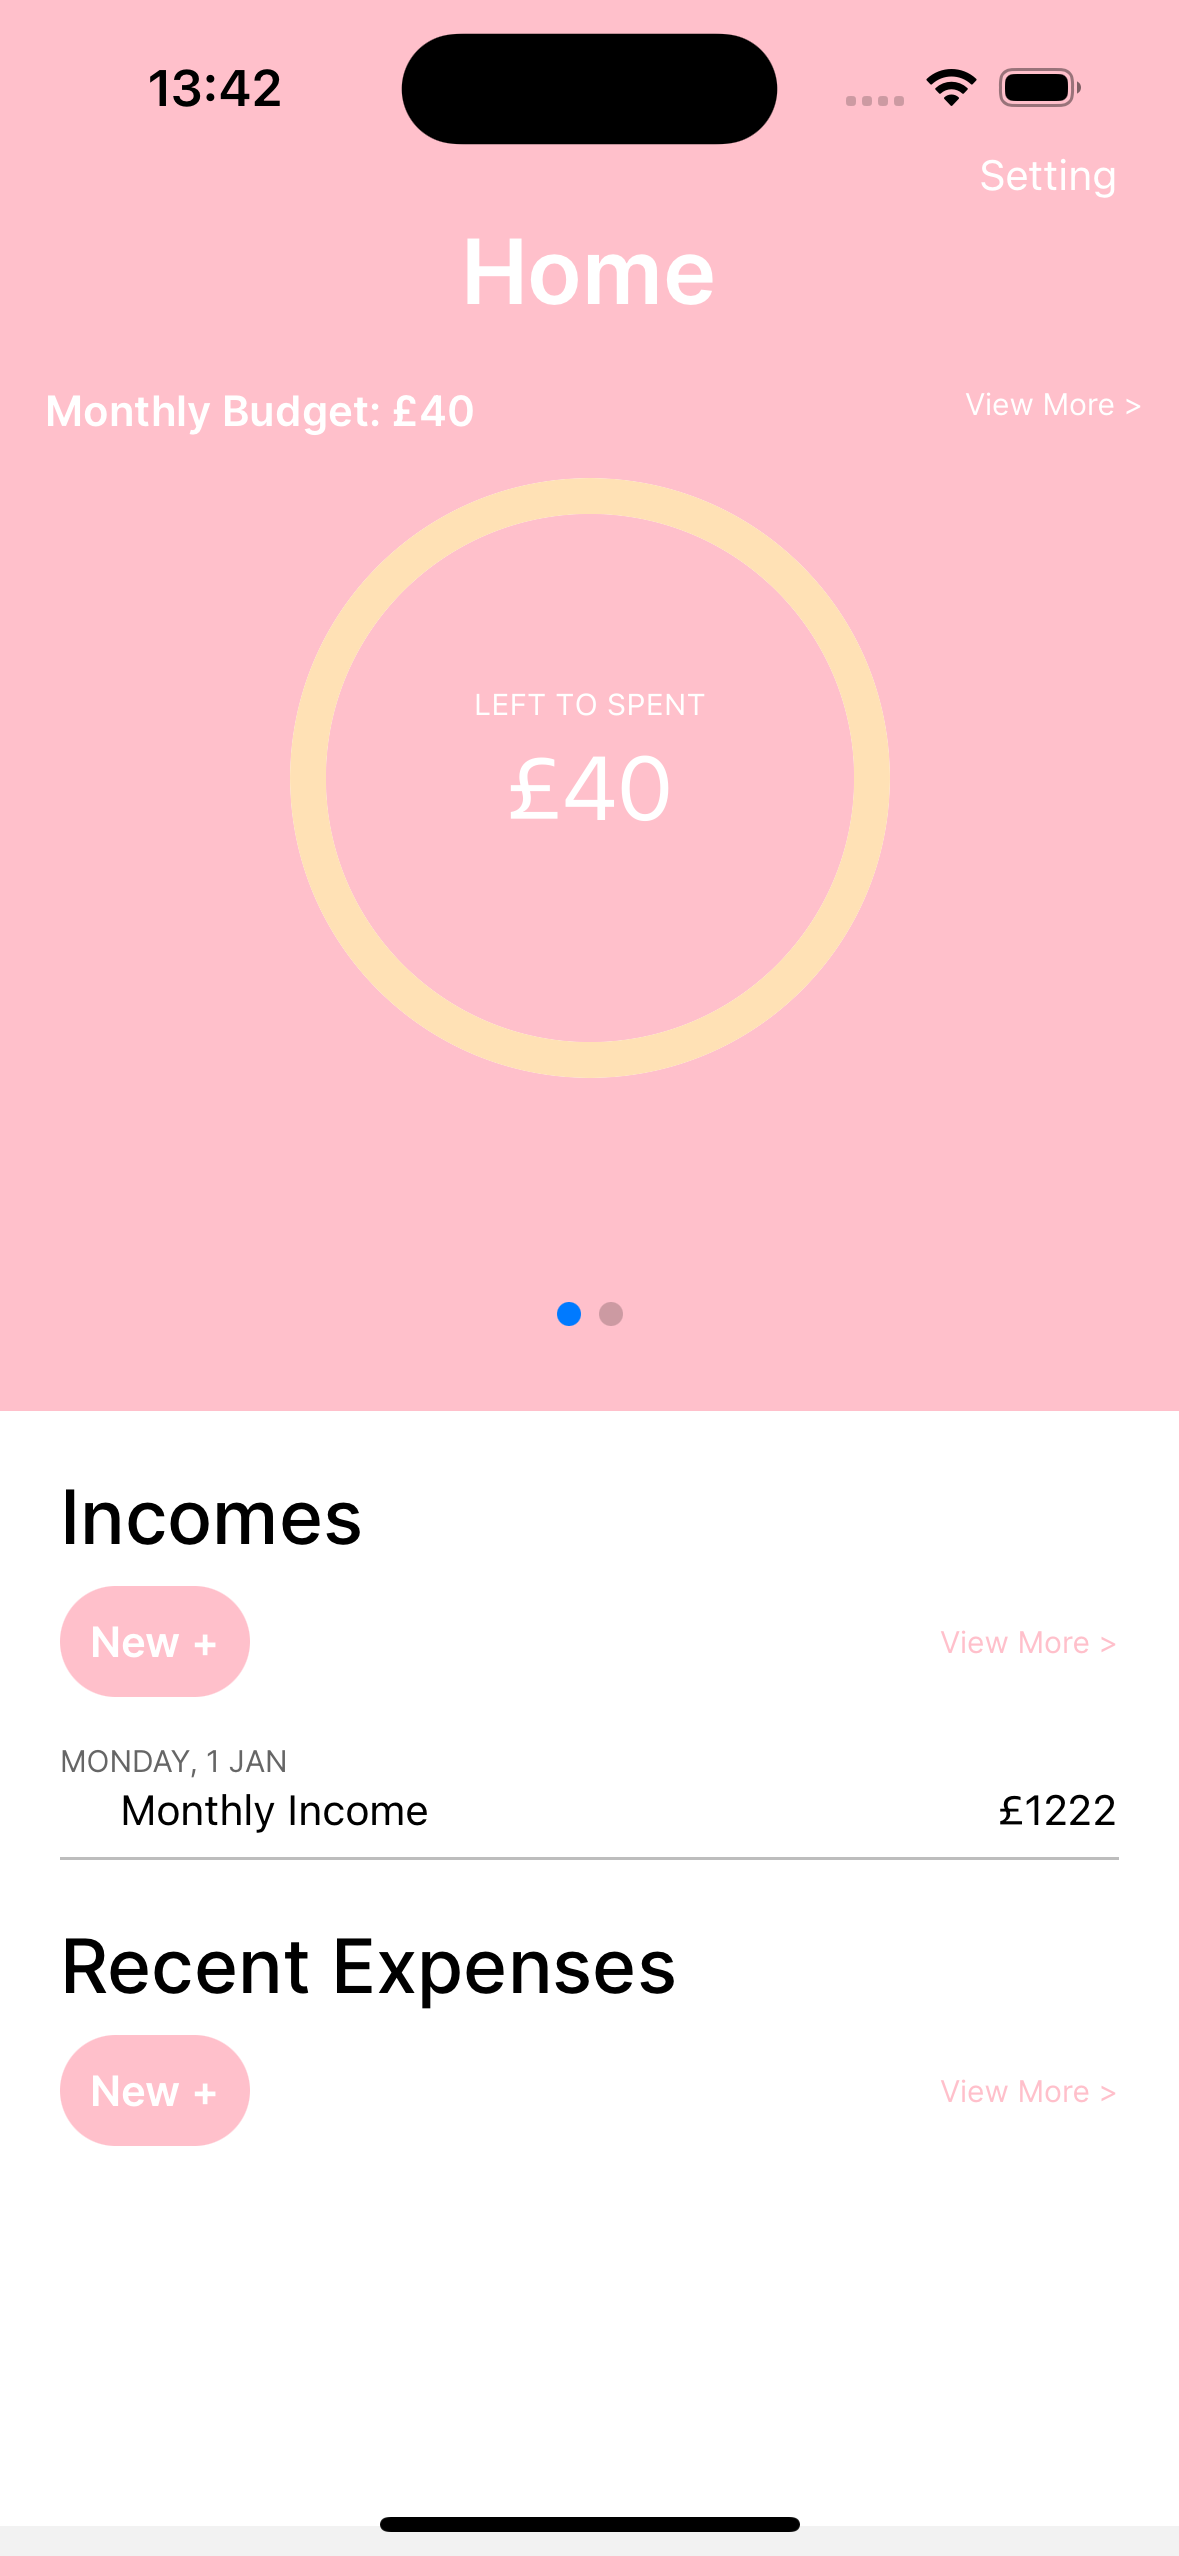 13:42
Setting
Home
Monthly Budget: £40
View More >
LEFT TO SPENT
£40
Incomes
New +
View More >
MONDAY, 1 JAN
Monthly Income
£1222
Recent Expenses
New +
View More >